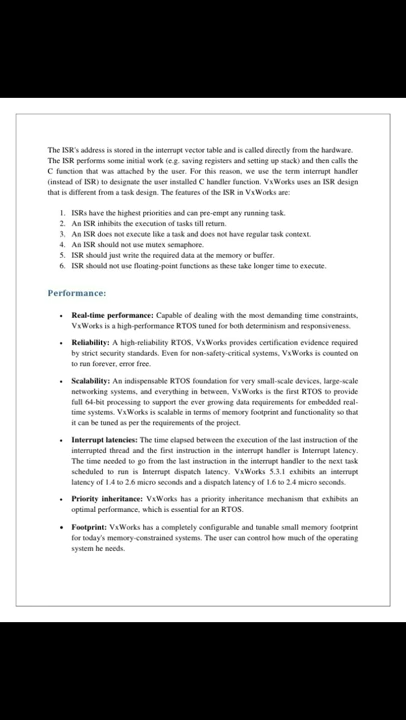 The ISR's address is stored in the interrupt vector table and is called directly from the hardware.
The ISR performs some initial work (e.g. saving registers and setting up stack) and then calls the
C function that was attached by the user. For this reason, we use the term interrupt handler
(instead of ISR) to designate the user installed C handler function. VxWorks uses an ISR design
that is different from a task design. The features of the ISR in VxWorks are:
1. ISRs have the highest priorities and can pre-empt any running task.
2. An ISR inhibits the execution of tasks till return.
3. An ISR does not execute like a task and does not have regular task context.
4. An ISR should not use mutex semaphore.
5. ISR should just write the required data at the memory or buffer.
6. ISR should not use floating-point functions as these take longer time to execute.
Performance:
• Real-time performance: Capable of dealing with the most demanding time constraints,
VxWorks is a high-performance RTOS tuned for both determinism and responsiveness.
• Reliability: A high-reliability RTOS, VxWorks provides certification evidence required
by strict security standards. Even for non-safety-critical systems, VxWorks is counted on
to run forever, error free.
• Scalability: An indispensable RTOS foundation for very small-scale devices, large-scale
networking systems, and everything in between, VxWorks is the first RTOS to provide
full 64-bit processing to support the ever growing data requirements for embedded real-
time systems. VxWorks is scalable in terms of memory footprint and functionality so that
it can be tuned as per the requirements of the project.
• Interrupt latencies: The time elapsed between the execution of the last instruction of the
interrupted thread and the first instruction in the interrupt handler is Interrupt latency.
The time needed to go from the last instruction in the interrupt handler to the next task
scheduled to run is Interrupt dispatch latency. VxWorks 5.3.1 exhibits an interrupt
latency of 1.4 to 2.6 micro seconds and a dispatch latency of 1.6 to 2.4 micro seconds.
• Priority inheritance: VxWorks has a priority inheritance mechanism that exhibits an
optimal performance, which is essential for an RTOS.
• Footprint: VxWorks has a completely configurable and tunable small memory footprint
for today's memory-constrained systems. The user can control how much of the operating
system he needs.